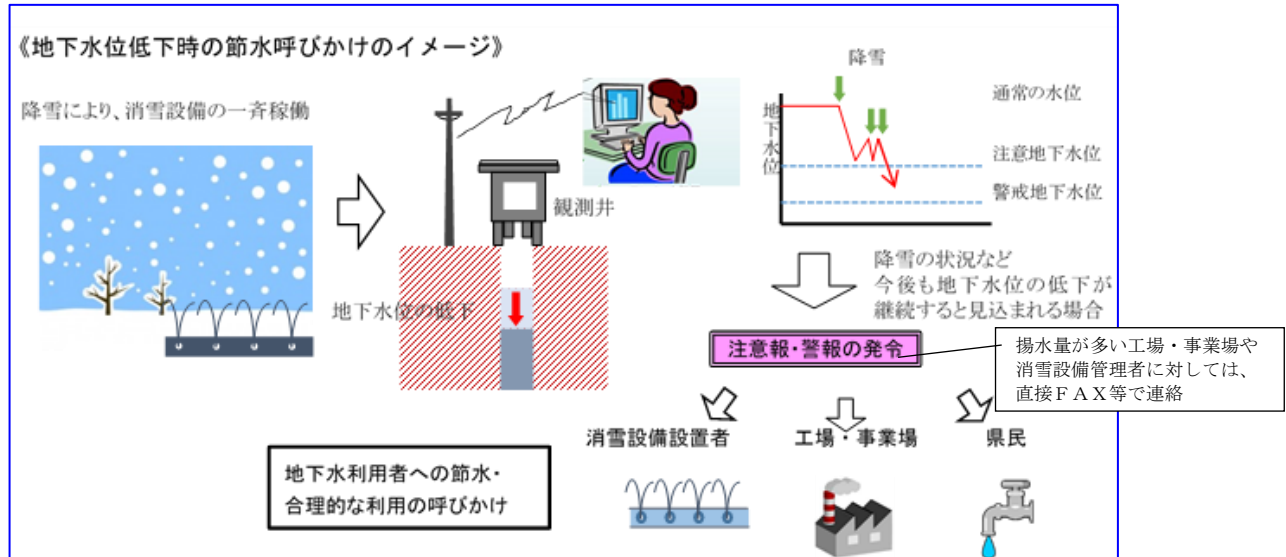 《地下水位低下時の節水呼びかけのイメージ》
降雪により、消雪設備の一斉稼働
観測井
地下水位の低下
降雪
地下水位
通常の水位
注意地下水位
警戒地下水位
降雪の状況など
今後も地下水位の低下が
継続すると見込まれる場合
注意報・警報の発令
揚水量が多い工場・事業場や
消雪設備管理者に対しては、
直接ＦＡＸ等で連絡
消雪設備設置者
工場・事業場
県民
地下水利用者への節水・
合理的な利用の呼びかけ